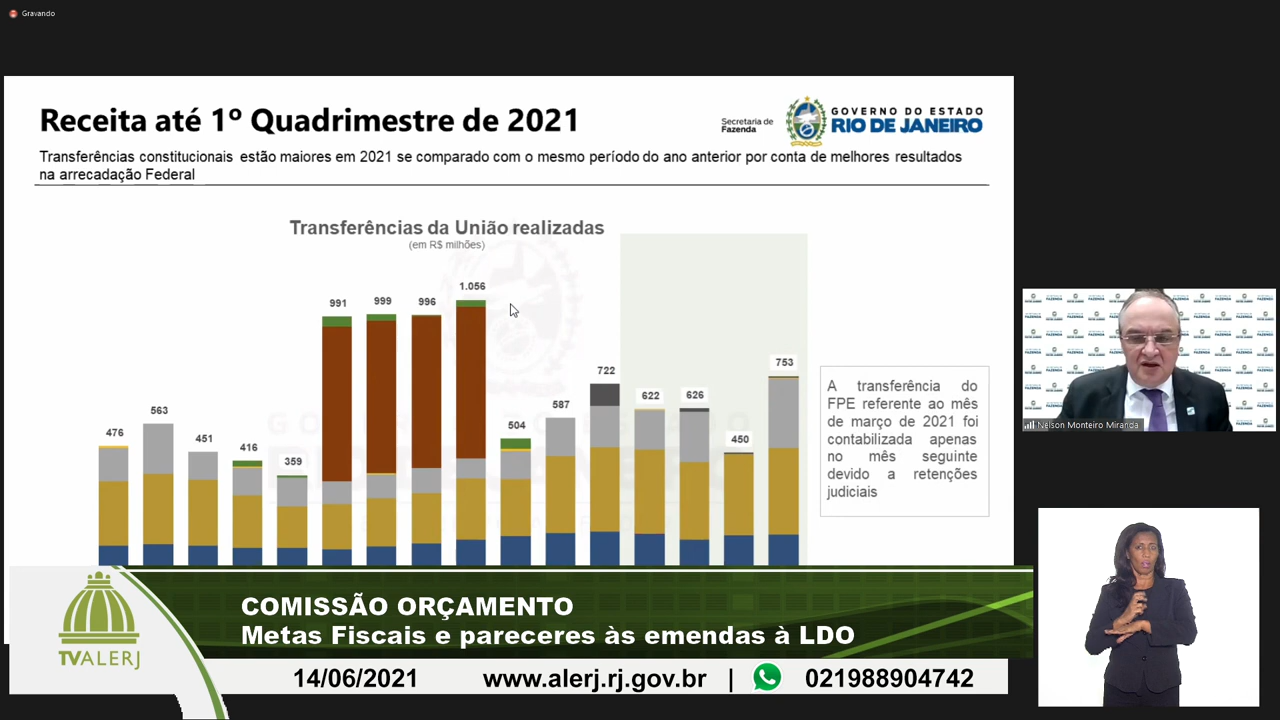 Gravando
Receita até 1º Quadrimestre de 2021
Secretaria de
Fazenda
GOVERNO DO ESTADO
RIO DE JANEIRO
Transferências constitucionais estão maiores em 2021 se comparado com o mesmo período do ano anterior por conta de melhores resultados
na arrecadação Federal
Transferências da União realizadas
(em R$ milhões)
476
563
451
416
359
991
999
996
1.056
504
587
722
622
626
450
753
A transferência do
FPE referente ao mês
de março de 2021 foi
contabilizada apenas
no mês seguinte
devido a retenções
judiciais
Nelson Monteiro Miranda
COMISSÃO ORÇAMENTO
Metas Fiscais e pareceres às emendas à LDO
TVALERJ
14/06/2021 www.alerj.rj.gov.br | 021988904742